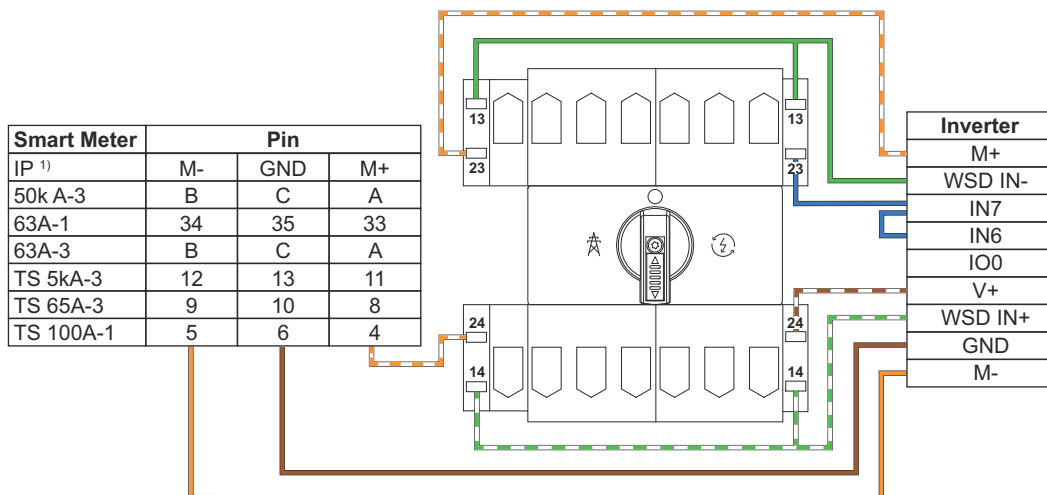 Smart Meter Pin
IP 1) M- GND M+
50k A-3 B C A
63A-1 34 35 33
63A-3 B C A
TS 5kA-3 12 13 11
TS 65A-3 9 10 8
TS 100A-1 5 6 4
13
23
13
23
24
14
24
14
Inverter
M+
WSD IN-
IN7
IN6
IO0
V+
WSD IN+
GND
M-